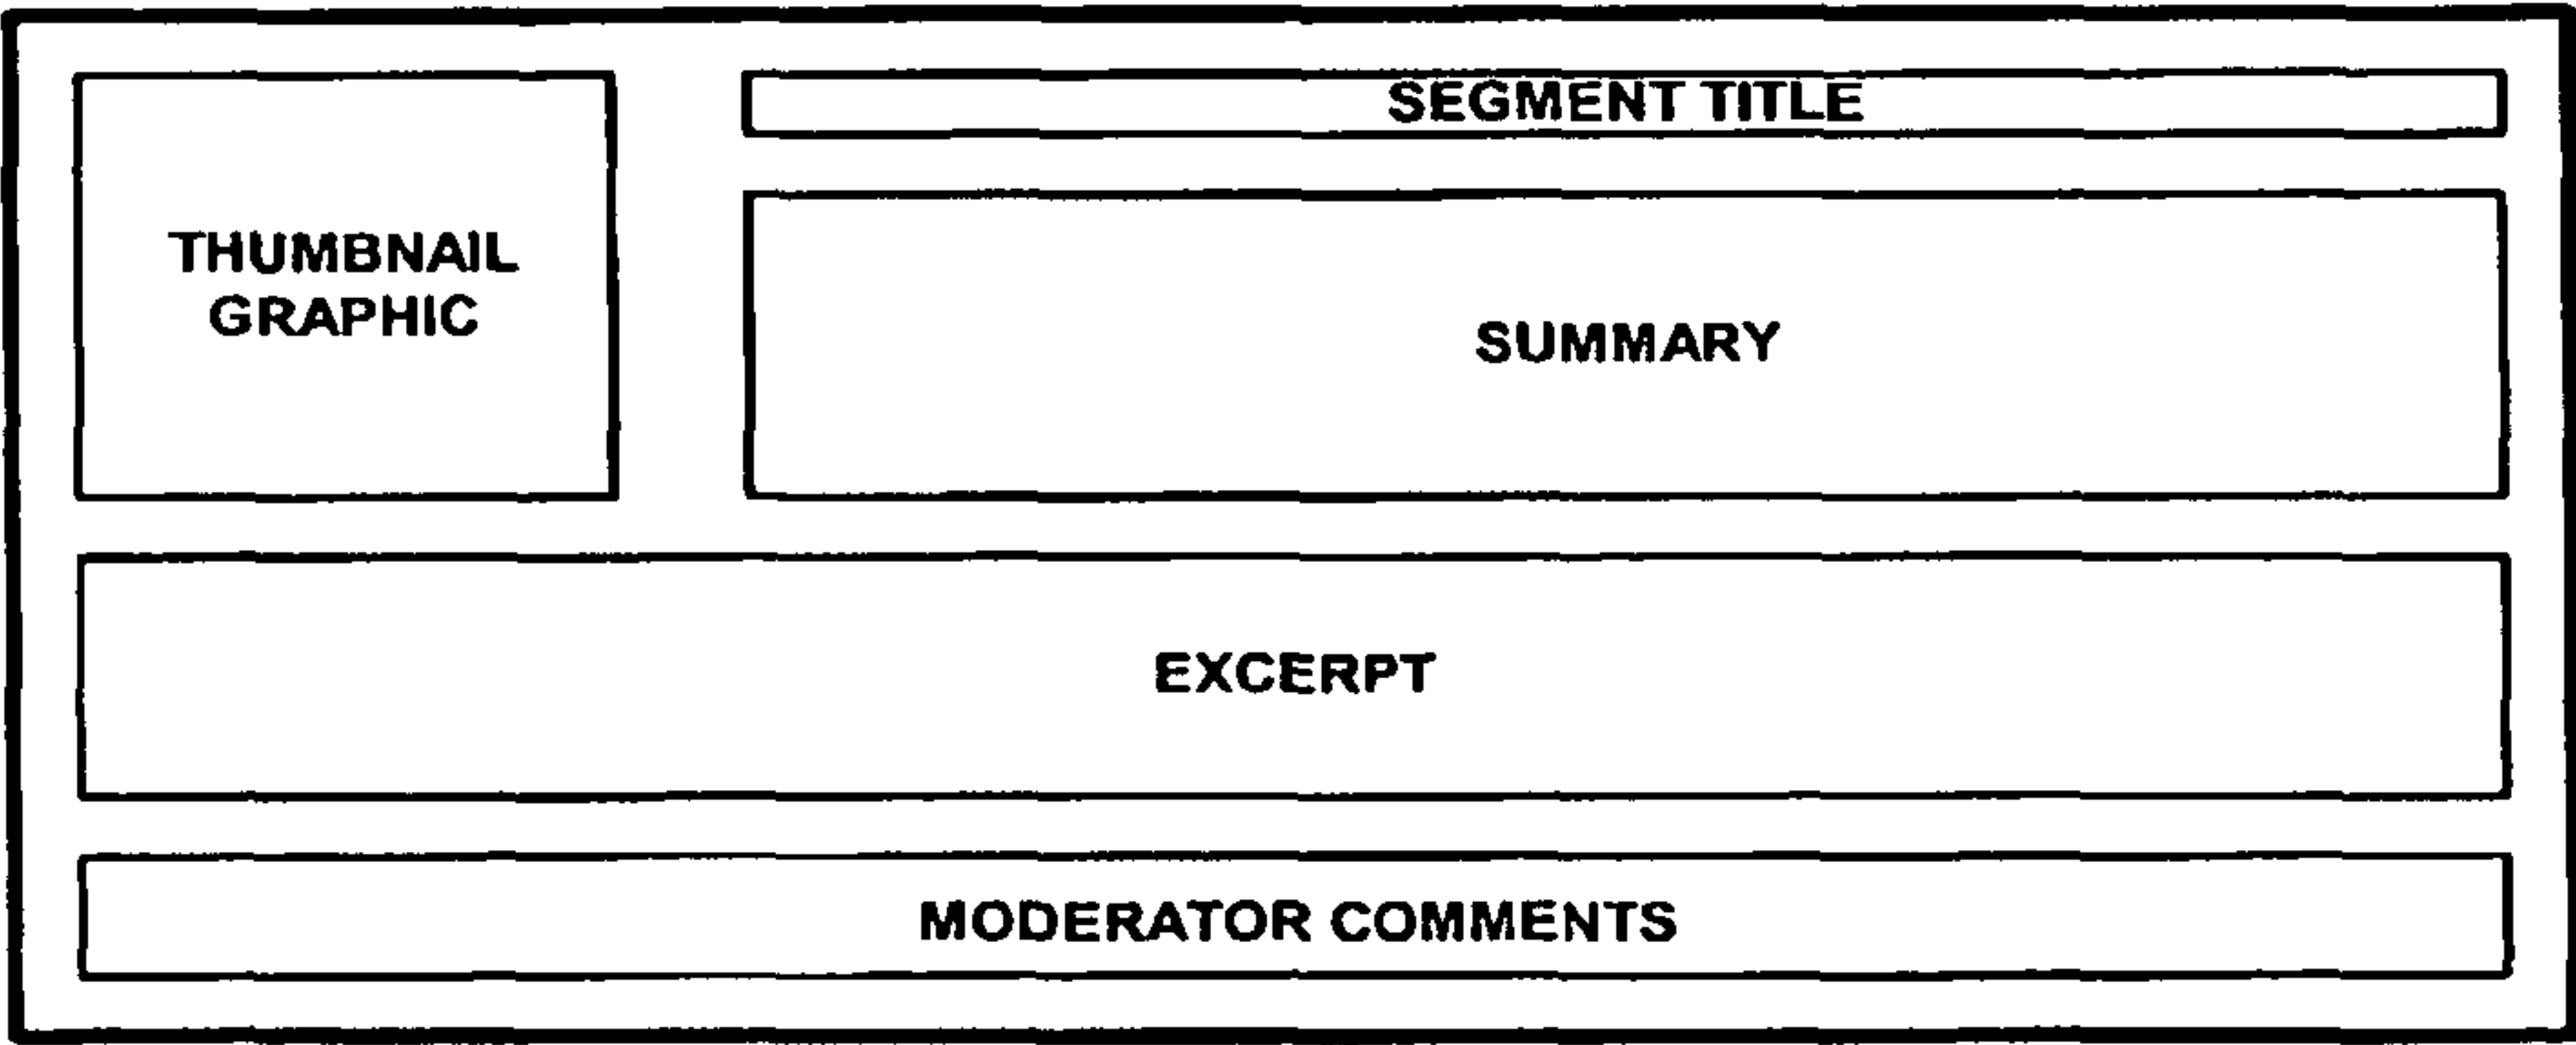 SEGMENT TITLE
THUMBNAIL
GRAPHIC
SUMMARY
EXCERPT
MODERATOR COMMENTS